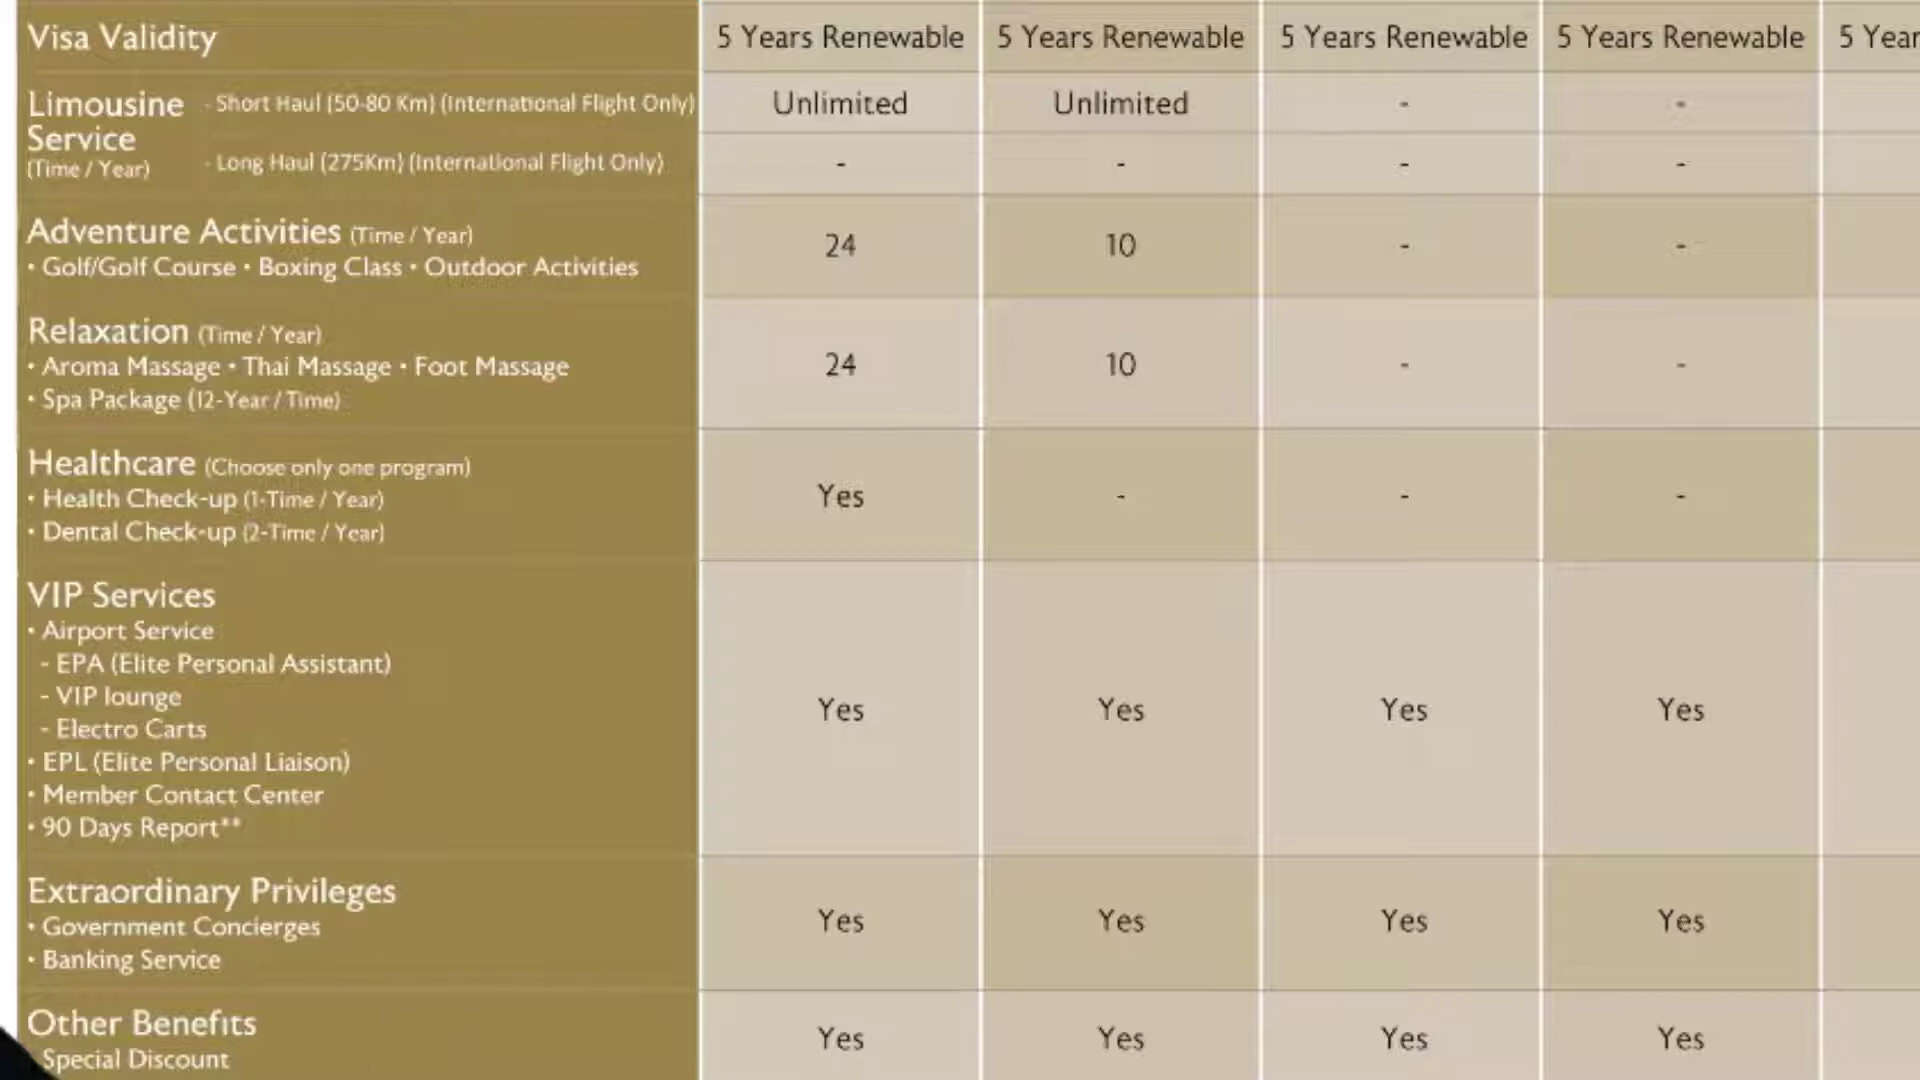 Visa Validity 5 Years Renewable 5 Years Renewable 5 Years Renewable 5 Years Renewable 5 Year
Limousine - Short Haul (50-80 Km) (International Flight Only) Unlimited Unlimited - -
Service
(Time / Year) - Long Haul (275Km) (International Flight Only) - - - -
Adventure Activities (Time / Year)
• Golf/Golf Course • Boxing Class • Outdoor Activities 24 10 - -
Relaxation (Time / Year)
• Aroma Massage • Thai Massage • Foot Massage 24 10 - -
• Spa Package (12-Year / Time)
Healthcare (Choose only one program)
• Health Check-up (1-Time / Year) Yes - - -
• Dental Check-up (2-Time / Year)
VIP Services
• Airport Service
- EPA (Elite Personal Assistant)
- VIP lounge Yes Yes Yes Yes
- Electro Carts
• EPL (Elite Personal Liaison)
• Member Contact Center
• 90 Days Report**
Extraordinary Privileges
• Government Concierges Yes Yes Yes Yes
• Banking Service
Other Benefits Yes Yes Yes Yes
Special Discount